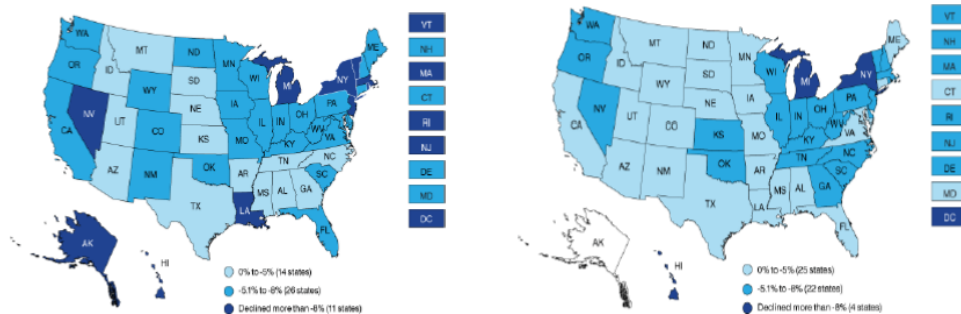 WA
OR
CA
NV
ID
MT
WY
UT
AZ
CO
NM
ND
SD
NE
KS
OK
TX
MN
IA
MO
AR
LA
WI
IL
MI
IN
OH
KY
TN
MS
AL
GA
FL
SC
NC
VA
WV
PA
NY
ME
AK
HI
VT
NH
MA
CT
RI
NJ
DE
MD
DC
0% to -5% (14 states)
-5.1% to -8% (26 states)
Declined more than -8% (11 states)
WA
OR
CA
NV
ID
MT
WY
UT
AZ
CO
NM
ND
SD
NE
KS
OK
TX
MN
IA
MO
AR
LA
WI
IL
MI
IN
OH
KY
TN
MS
AL
GA
FL
SC
NC
VA
WV
PA
NY
ME
AK
HI
VT
NH
MA
CT
RI
NJ
DE
MD
DC
0% to -5% (25 states)
-5.1% to -8% (22 states)
Declined more than -8% (4 states)